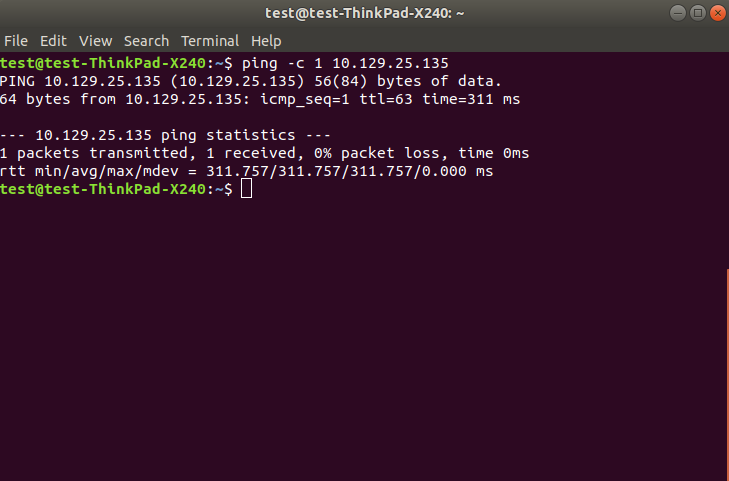 test@test-ThinkPad-X240: ~
File Edit View Search Terminal Help
test@test-ThinkPad-X240:~$ ping -c 1 10.129.25.135
PING 10.129.25.135 (10.129.25.135) 56(84) bytes of data.
64 bytes from 10.129.25.135: icmp_seq=1 ttl=63 time=311 ms
--- 10.129.25.135 ping statistics ---
1 packets transmitted, 1 received, 0% packet loss, time 0ms
rtt min/avg/max/mdev = 311.757/311.757/311.757/0.000 ms
test@test-ThinkPad-X240:~$